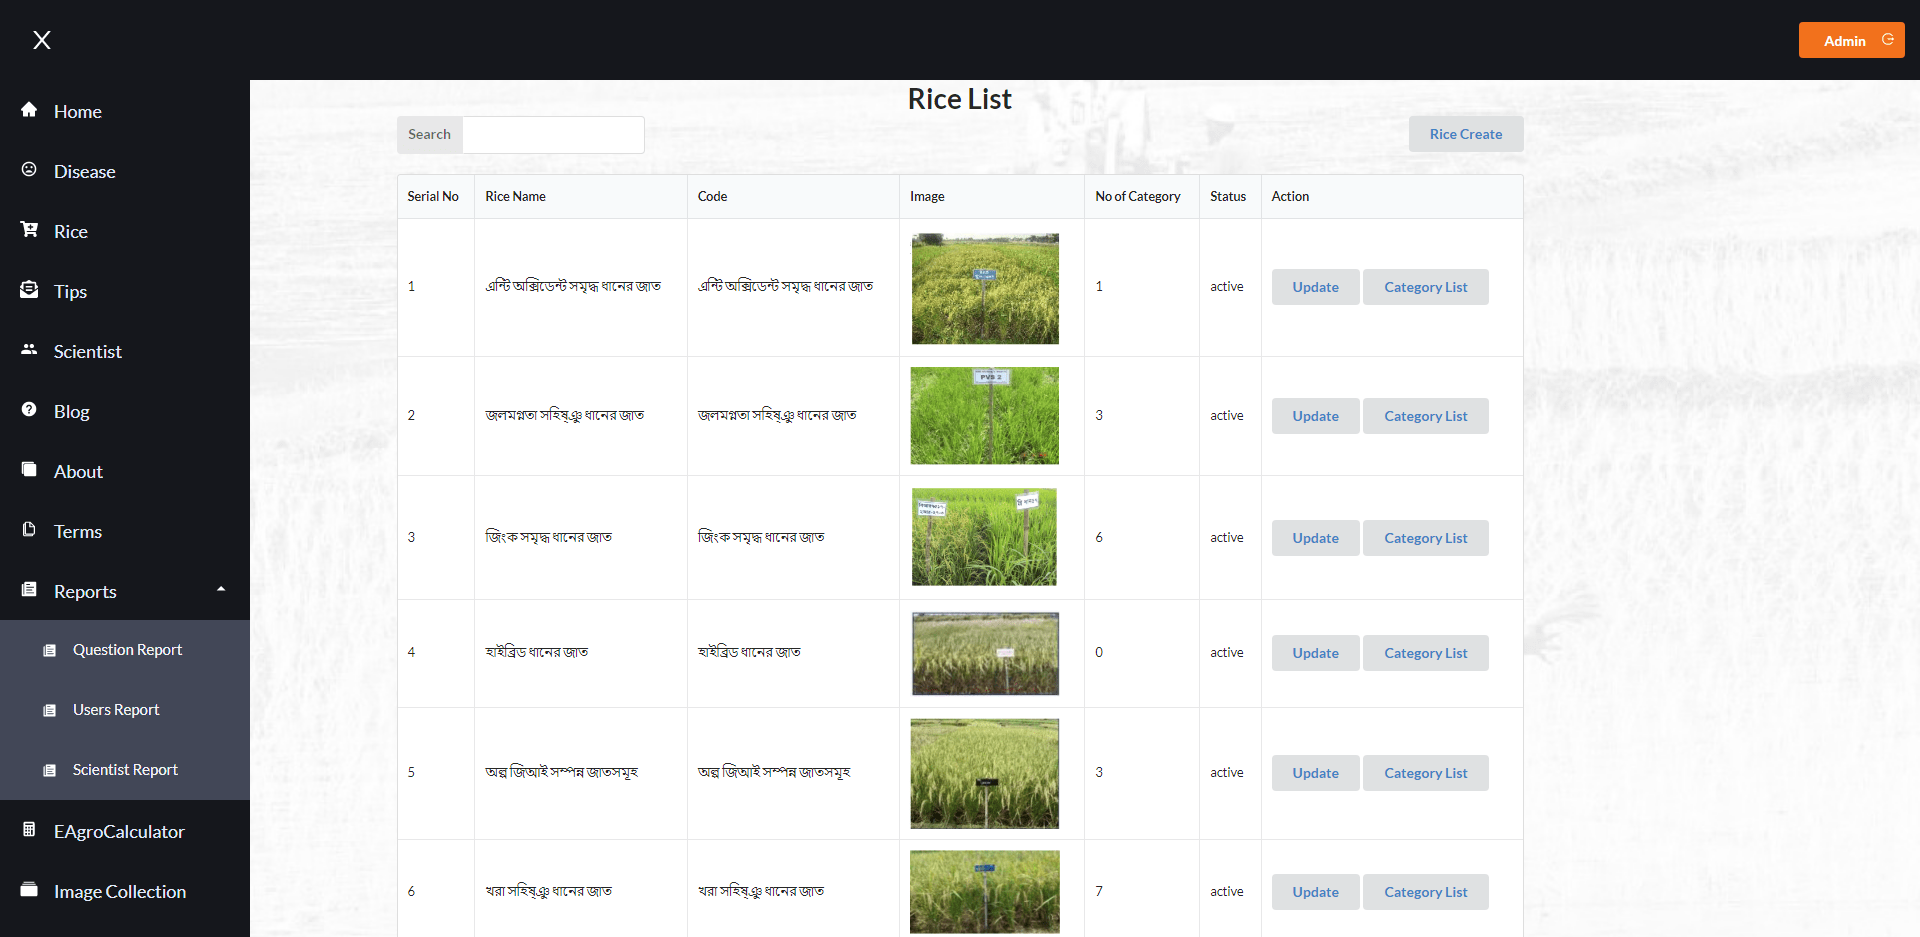 X
Admin
Home
Disease
Rice
Tips
Scientist
Blog
About
Terms
Reports
Question Report
Users Report
Scientist Report
EAgroCalculator
Image Collection
Rice List
Search
Rice Create
Serial No Rice Name Code Image No of Category Status Action
1 এন্টি অক্সিডেন্ট সমৃদ্ধ ধানের জাত এন্টি অক্সিডেন্ট সমৃদ্ধ ধানের জাত 1 active Update Category List
PVS 2
2 জলমগ্নতা সহিষ্ঞু ধানের জাত জলমগ্নতা সহিষ্ঞু ধানের জাত 3 active Update Category List
3 জিংক সমৃদ্ধ ধানের জাত জিংক সমৃদ্ধ ধানের জাত 6 active Update Category List
4 হাইব্রিড ধানের জাত হাইব্রিড ধানের জাত 0 active Update Category List
5 অল্প জিআই সম্পন্ন জাতসমূহ অল্প জিআই সম্পন্ন জাতসমূহ 3 active Update Category List
6 খরা সহিষ্ঞু ধানের জাত খরা সহিষ্ঞু ধানের জাত 7 active Update Category List